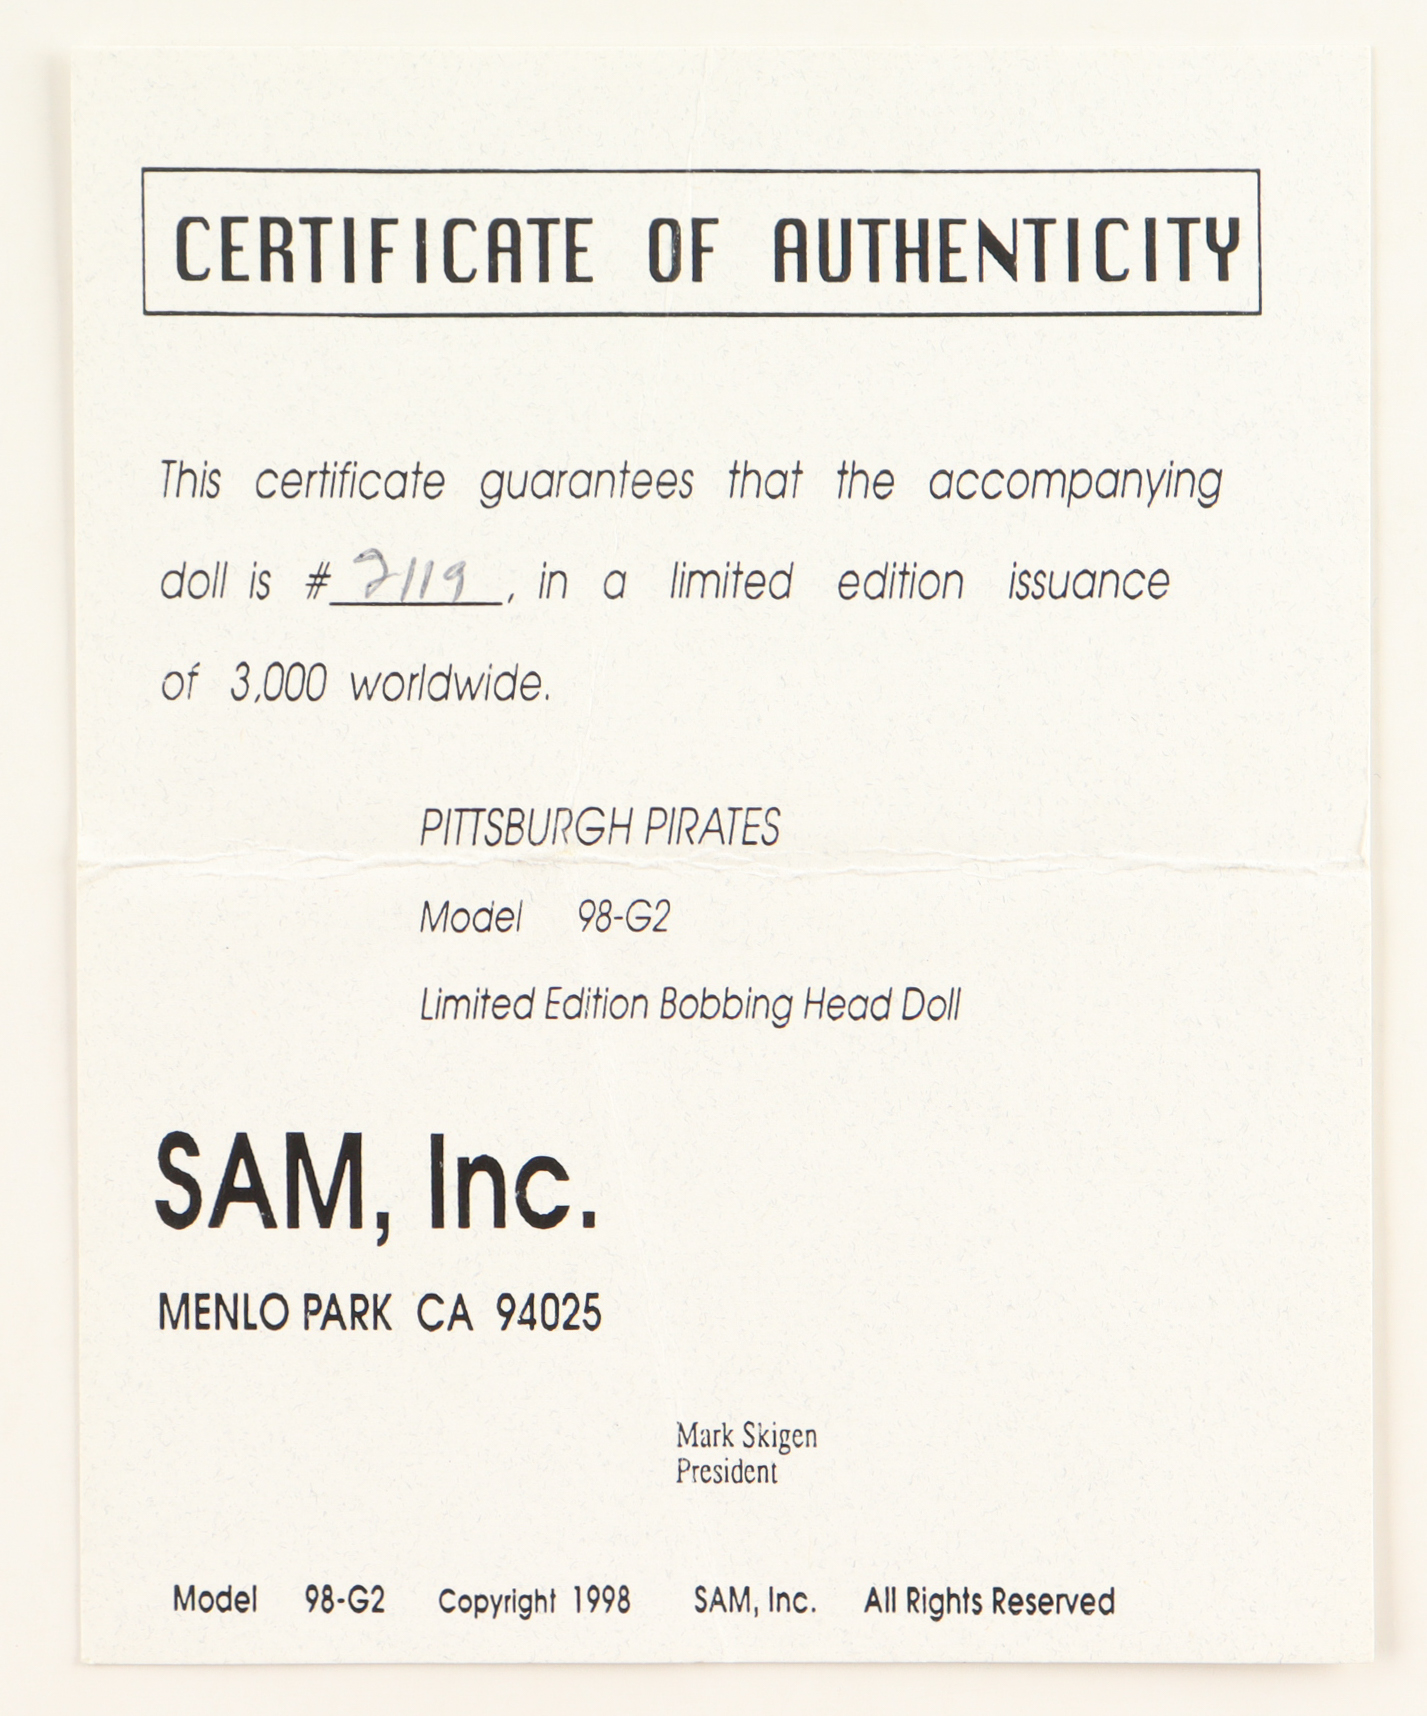 CERTIFICATE OF AUTHENTICITY
This certificate guarantees that the accompanying
doll is # 2119, in a limited edition issuance
of 3,000 worldwide.
PITTSBURGH PIRATES
Model 98-G2
Limited Edition Bobbing Head Doll
SAM, Inc.
MENLO PARK CA 94025
Mark Skigen
President
Model 98-G2 Copyright 1998 SAM, Inc. All Rights Reserved